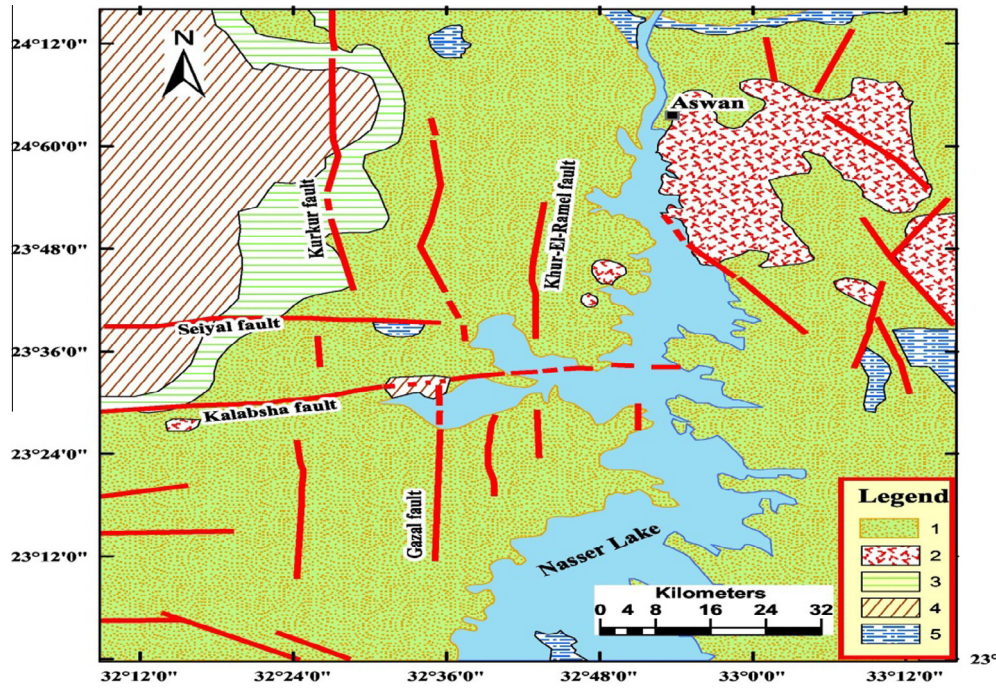 24°12'0"
24°60'0"
23°48'0"
23°36'0"
23°24'0"
23°12'0"
N
Aswan
Kurkur fault
Khur-El-Ramel fault
Seiyal fault
Kalabsha fault
Gazal fault
Nasser Lake
Kilometers
0 4 8 16 24 32
Legend
1
2
3
4
5
23°
32°12'0"
32°24'0"
32°36'0"
32°48'0"
33°00'0"
33°12'0"